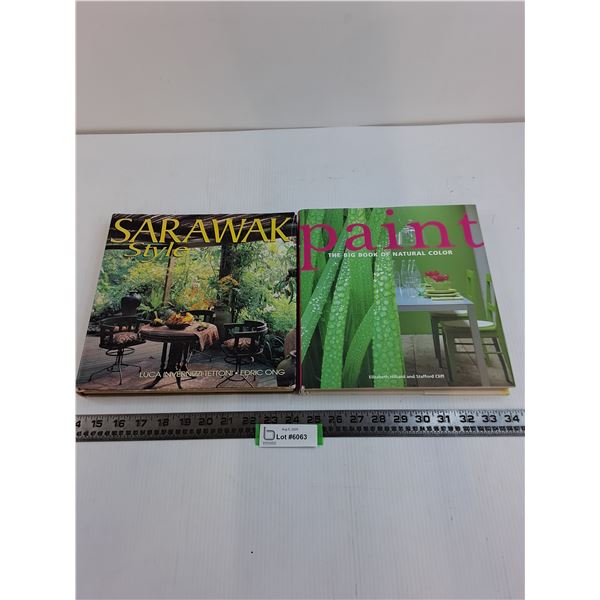 SARAWAK
Style
LUCA INVERNIZZI TETTONI • EDRIC ONG
paint
THE BIG BOOK OF NATURAL COLOR
Elizabeth Hilliard and Stafford Cliff
15 16 17 18 19 20 21 22 23 24 25 26 27 28 29 30 31 32 33 34
Lot #6063